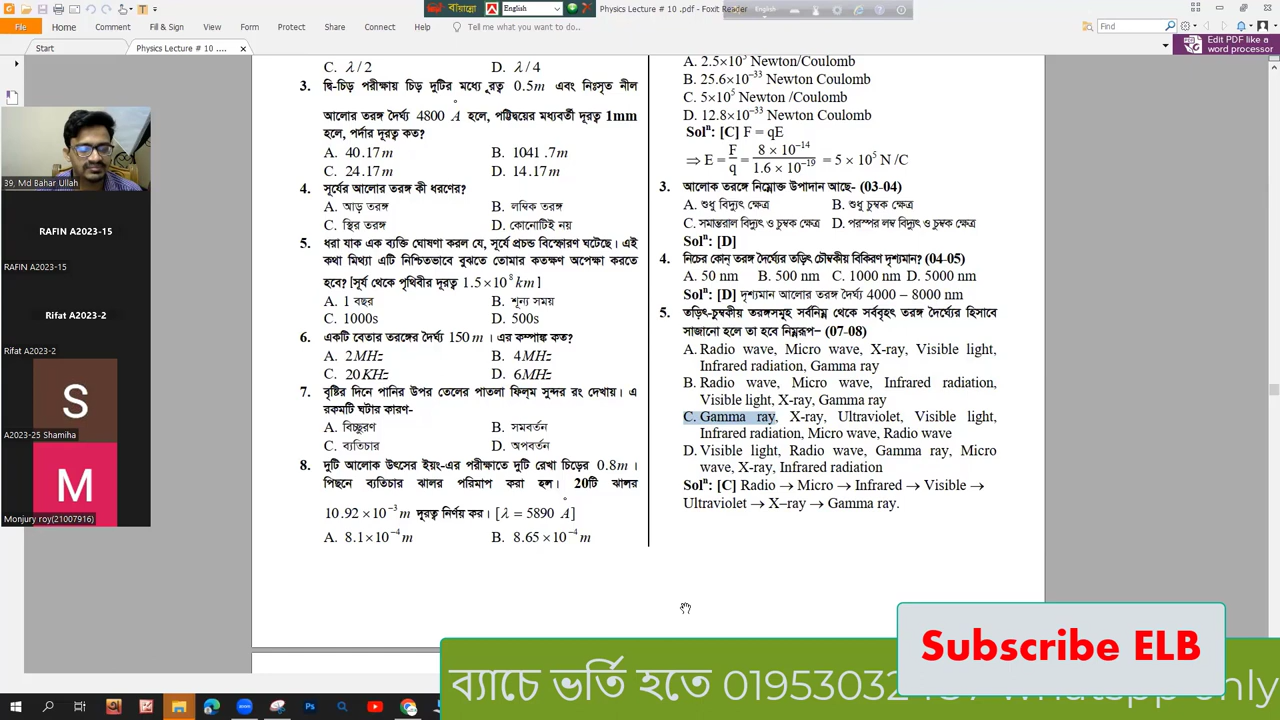 বায়ান্নো
English
Physics Lecture # 10 .pdf - Foxit Reader
English
File
Home
Comment
View
Form
Protect
Share
Help
Tell me what you want to do..
Find
Start
Physics Lecture # 10 .pdf
Edit PDF like a word processor
39, Md Bahar Ullah
RAFIN A2023-15
RAFIN A2023-15
Rifat A2023-2
Rifat A2023-2
S
A2023-25 Shamiha
M
Monjury roy(21007916)
C. λ / 2 D. λ / 4
3. দ্বি-চিড় পরীক্ষায় চিড় দুটির মধ্যে ূরত্ব 0.5m এবং নিঃসৃত নীল
আলোর তরঙ্গ দৈর্ঘ্য 4800 Å হলে, পট্টিদ্বয়ের মধ্যবর্তী দূরত্ব 1mm
হলে, পর্দার দূরত্ব কত?
A. 40.17m B. 1041 .7m
C. 24.17m D. 14.17m
4. সূর্যের আলোর তরঙ্গ কী ধরণের?
A. আড় তরঙ্গ B. লম্বিক তরঙ্গ
C. স্থির তরঙ্গ D. কোনোটিই নয়
5. ধরা যাক এক ব্যক্তি ঘোষণা করল যে, সূর্যে প্রচন্ড বিস্ফোরণ ঘটেছে। এই
কথা মিথ্যা এটি নিশ্চিতভাবে বুঝতে তোমার কতক্ষণ অপেক্ষা করতে
হবে? [সূর্য থেকে পৃথিবীর দূরত্ব 1.5×10⁸ km]
A. 1 বছর B. শূন্য সময়
C. 1000s D. 500s
6. একটি বেতার তরঙ্গের দৈর্ঘ্য 150 m । এর কম্পাঙ্ক কত?
A. 2MHz B. 4MHz
C. 20KHz D. 6MHz
7. বৃষ্টির দিনে পানির উপর তেলের পাতলা ফিল্ম সুন্দর রং দেখায়। এ
রকমটি ঘটার কারণ-
A. বিচ্ছুরণ B. সমবর্তন
C. ব্যতিচার D. অপবর্তন
8. দুটি আলোক উৎসের ইয়ং-এর পরীক্ষাতে দুটি রেখা চিড়ের 0.8m ।
পিছনে ব্যতিচার ঝালর পরিমাপ করা হল। 20টি ঝালর
10.92×10⁻³ m দূরত্ব নির্ণয় কর। [λ = 5890 Å]
A. 8.1×10⁻⁴ m B. 8.65×10⁻⁴ m
A. 2.5×10⁵ Newton/Coulomb
B. 25.6×10⁻³³ Newton Coulomb
C. 5×10⁵ Newton /Coulomb
D. 12.8×10⁻³³ Newton Coulomb
Solⁿ: [C] F = qE
⇒ E = F/q = 8 × 10⁻¹⁴ / 1.6 × 10⁻¹⁹ = 5 × 10⁵ N /C
3. আলোক তরঙ্গে নিম্নোক্ত উপাদান আছে- (03-04)
A. শুধু বিদ্যুৎ ক্ষেত্র B. শুধু চুম্বক ক্ষেত্র
C. সমান্তরাল বিদ্যুৎ ও চুম্বক ক্ষেত্র D. পরস্পর লম্ব বিদ্যুৎ ও চুম্বক ক্ষেত্র
Solⁿ: [D]
4. নিচের কোন্ তরঙ্গ দৈর্ঘ্যের তড়িৎ চৌম্বকীয় বিকিরণ দৃশ্যমান? (04-05)
A. 50 nm B. 500 nm C. 1000 nm D. 5000 nm
Solⁿ: [D] দৃশ্যমান আলোর তরঙ্গ দৈর্ঘ্য 4000 – 8000 nm
5. তড়িৎ-চুম্বকীয় তরঙ্গসমূহ সর্বনিম্ন থেকে সর্ববৃহৎ তরঙ্গ দৈর্ঘ্যের হিসাবে
সাজানো হলে তা হবে নিম্নরূপ– (07-08)
A. Radio wave, Micro wave, X-ray, Visible light,
Infrared radiation, Gamma ray
B. Radio wave, Micro wave, Infrared radiation,
Visible light, X-ray, Gamma ray
C. Gamma ray, X-ray, Ultraviolet, Visible light,
Infrared radiation, Micro wave, Radio wave
D. Visible light, Radio wave, Gamma ray, Micro
wave, X-ray, Infrared radiation
Solⁿ: [C] Radio → Micro → Infrared → Visible →
Ultraviolet → X–ray → Gamma ray.
Subscribe ELB
ব্যাচে ভর্তি হতে only